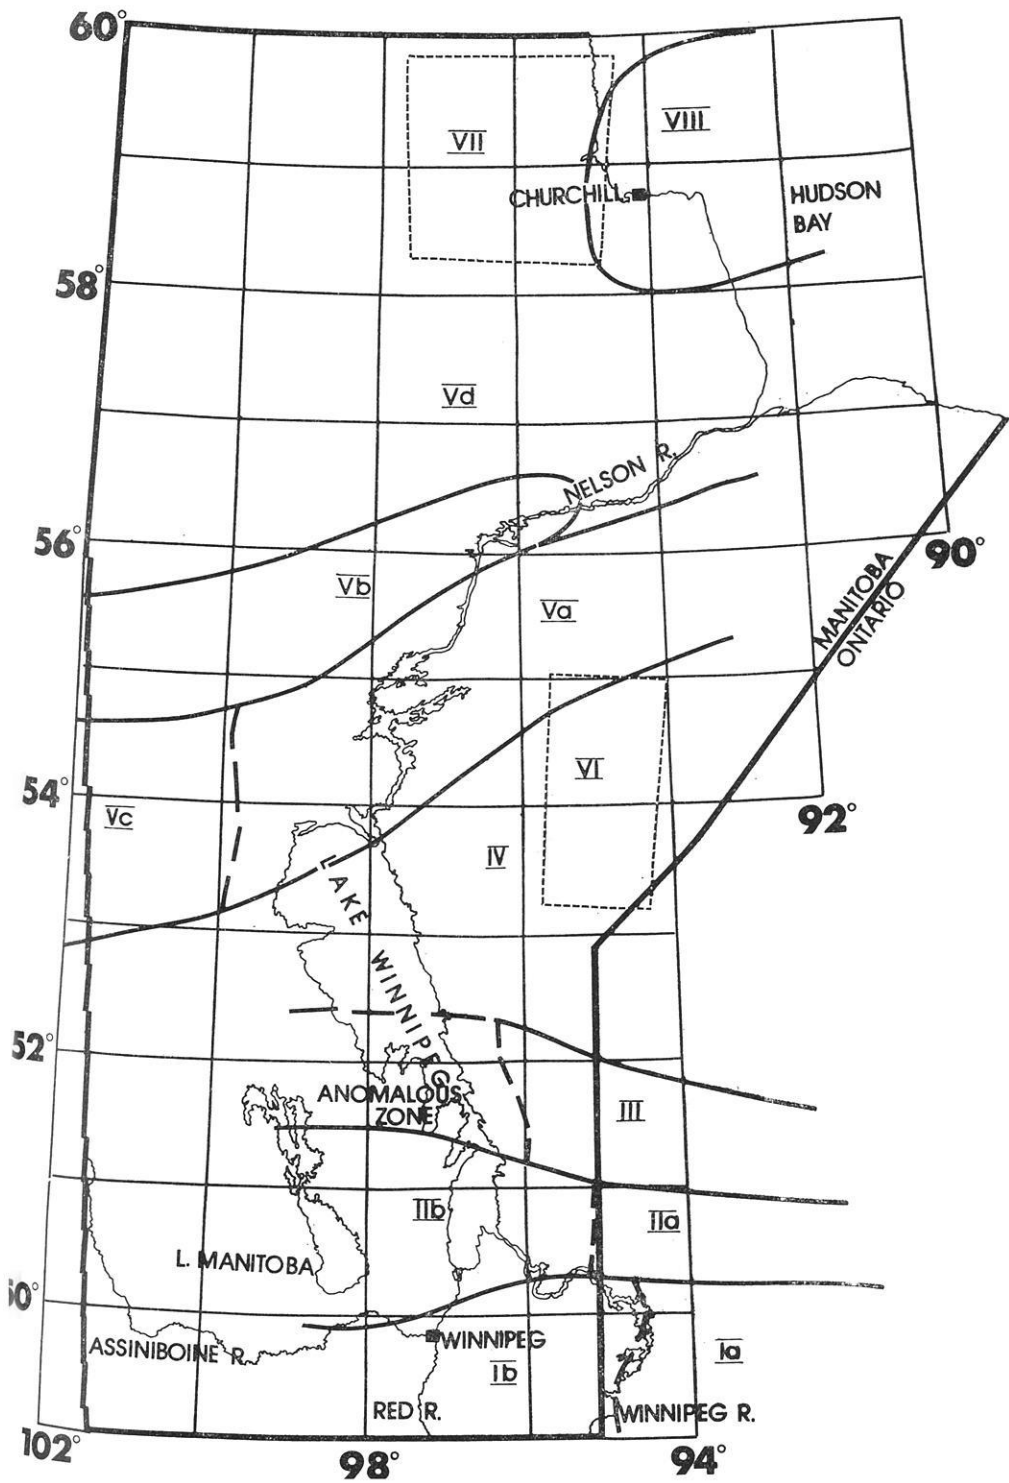 60°
VII
VIII
CHURCHILL
HUDSON
BAY
58°
Vd
NELSON R.
56°
90°
Vb
Va
MANITOBA
ONTARIO
VI
54°
92°
Vc
IV
LAKE WINNIPEG
52°
ANOMALOUS
ZONE
III
IIb
IIa
L. MANITOBA
50°
ASSINIBOINE R.
WINNIPEG
Ib
Ia
RED R.
WINNIPEG R.
102°
98°
94°